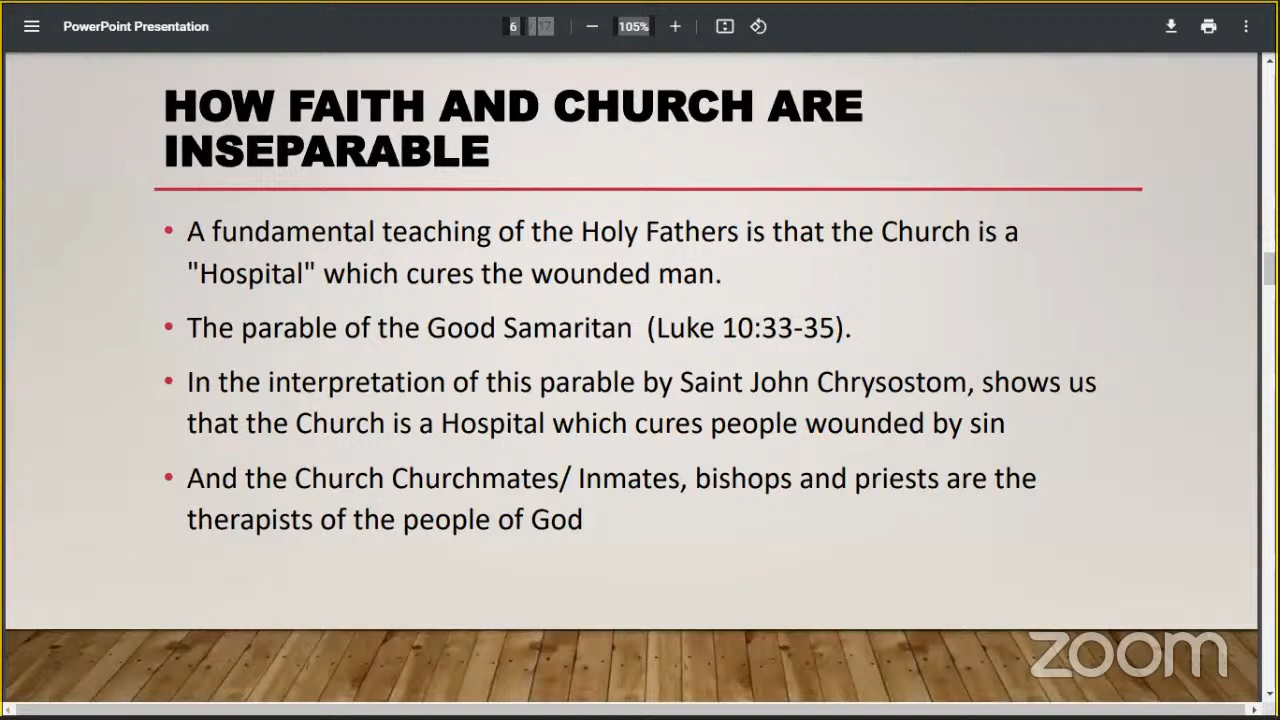 PowerPoint Presentation
6 / 17
105%
HOW FAITH AND CHURCH ARE
INSEPARABLE
• A fundamental teaching of the Holy Fathers is that the Church is a
"Hospital" which cures the wounded man.
• The parable of the Good Samaritan (Luke 10:33-35).
• In the interpretation of this parable by Saint John Chrysostom, shows us
that the Church is a Hospital which cures people wounded by sin
• And the Church Churchmates/ Inmates, bishops and priests are the
therapists of the people of God
zoom